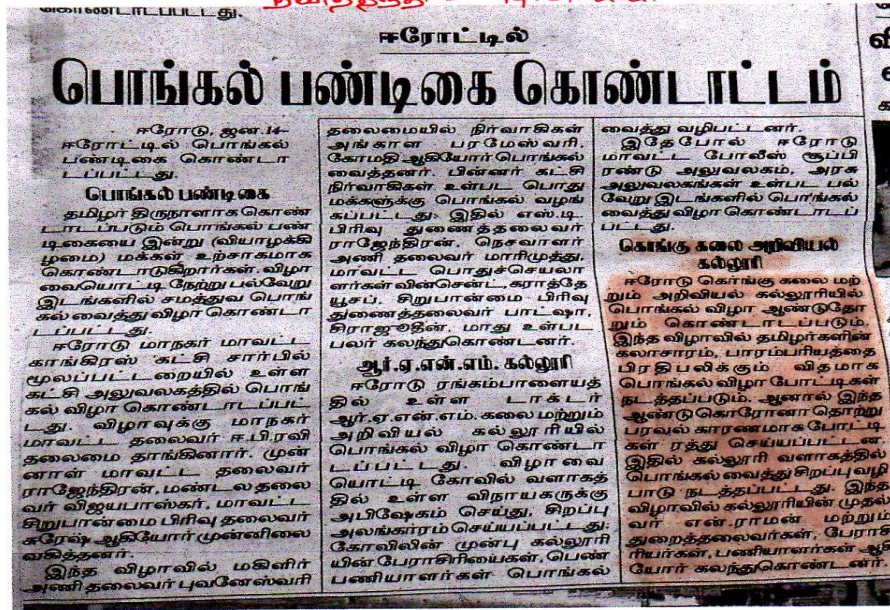 கொண்டாடப்பட்டது.
ஈரோட்டில்
பொங்கல் பண்டிகை கொண்டாட்டம்
ஈரோடு, ஜன.14–
ஈரோட்டில் பொங்கல்
பண்டிகை கொண்டா
டப்பட்டது.
பொங்கல் பண்டிகை
தமிழர் திருநாளாக கொண்
டாடப்படும் பொங்கல் பண்
டிகையை இன்று (வியாழக்கி
ழமை) மக்கள் உற்சாகமாக
கொண்டாடுகிறார்கள். விழா
வையொட்டி நேற்று பல்வேறு
இடங்களில் சமத்துவ பொங்
கல் வைத்து விழா கொண்டா
டப்பட்டது.
ஈரோடு மாநகர் மாவட்ட
காங்கிரஸ் கட்சி சார்பில்
மூலப்பட்டறையில் உள்ள
கட்சி அலுவலகத்தில் பொங்
கல் விழா கொண்டாடப்பட்
டது. விழாவுக்கு மாநகர்
மாவட்ட தலைவர் ஈ.பி.ரவி
தலைமை தாங்கினார். முன்
னாள் மாவட்ட தலைவர்
ராஜேந்திரன், மண்டல தலை
வர் விஜயபாஸ்கர், மாவட்ட
சிறுபான்மை பிரிவு தலைவர்
சுரேஷ் ஆகியோர் முன்னிலை
வகித்தனர்.
இந்த விழாவில் மகிளிர்
அணி தலைவர் புவனேஸ்வரி
தலைமையில் நிர்வாகிகள்
அங்காள பரமேஸ்வரி,
கோமதி ஆகியோர் பொங்கல்
வைத்தனர். பின்னர் கட்சி
நிர்வாகிகள் உள்பட பொது
மக்களுக்கு பொங்கல் வழங்
கப்பட்டது. இதில் எஸ்.டி.
பிரிவு துணைத்தலைவர்
ராஜேந்திரன், நெசவாளர்
அணி தலைவர் மாரிமுத்து,
மாவட்ட பொதுச்செயலா
ளர்கள் வின்சென்ட், கராத்தே
யூசப், சிறுபான்மை பிரிவு
துணைத்தலைவர் பாட்ஷா,
சிராஜூதீன், மாது உள்பட
பலர் கலந்துகொண்டனர்.
ஆர்.ஏ.என்.எம். கல்லூரி
ஈரோடு ரங்கம்பாளையத்
தில் உள்ள டாக்டர்
ஆர்.ஏ.என்.எம். கலை மற்றும்
அறிவியல் கல்லூரியில்
பொங்கல் விழா கொண்டா
டப்பட்டது. விழாவை
யொட்டி கோவில் வளாகத்
தில் உள்ள விநாயகருக்கு
அபிஷேகம் செய்து, சிறப்பு
அலங்காரம் செய்யப்பட்டது.
கோவிலின் முன்பு கல்லூரி
யின் பேராசிரியைகள், பெண்
பணியாளர்கள் பொங்கல்
வைத்து வழிபட்டனர்.
இதேபோல் ஈரோடு
மாவட்ட போலீஸ் சூப்பி
ரண்டு அலுவலகம், அரசு
அலுவலகங்கள் உள்பட பல்
வேறு இடங்களில் பொங்கல்
வைத்து விழா கொண்டாடப்
பட்டது.
கொங்கு கலை அறிவியல்
கல்லூரி
ஈரோடு கொங்கு கலை மற்
றும் அறிவியல் கல்லூரியில்
பொங்கல் விழா ஆண்டுதோ
றும் கொண்டாடப்படும்.
இந்த விழாவில் தமிழர்களின்
கலாசாரம், பாரம்பரியத்தை
பிரதிபலிக்கும் விதமாக
பொங்கல் விழா போட்டிகள்
நடத்தப்படும். ஆனால் இந்த
ஆண்டு கொரோனா தொற்று
பரவல் காரணமாக போட்டி
கள் ரத்து செய்யப்பட்டன.
இதில் கல்லூரி வளாகத்தில்
பொங்கல் வைத்து சிறப்பு வழி
பாடு நடத்தப்பட்டது. இந்த
விழாவில் கல்லூரியின் முதல்
வர் என்.ராமன் மற்றும்
துறைத்தலைவர்கள், பேராசி
ரியர்கள், பணியாளர்கள் ஆகி
யோர் கலந்துகொண்டனர்.